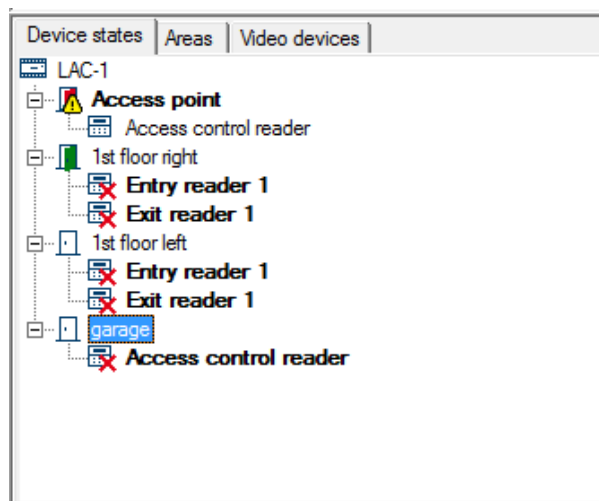 Device states Areas Video devices
LAC-1
Access point
Access control reader
1st floor right
Entry reader 1
Exit reader 1
1st floor left
Entry reader 1
Exit reader 1
garage
Access control reader